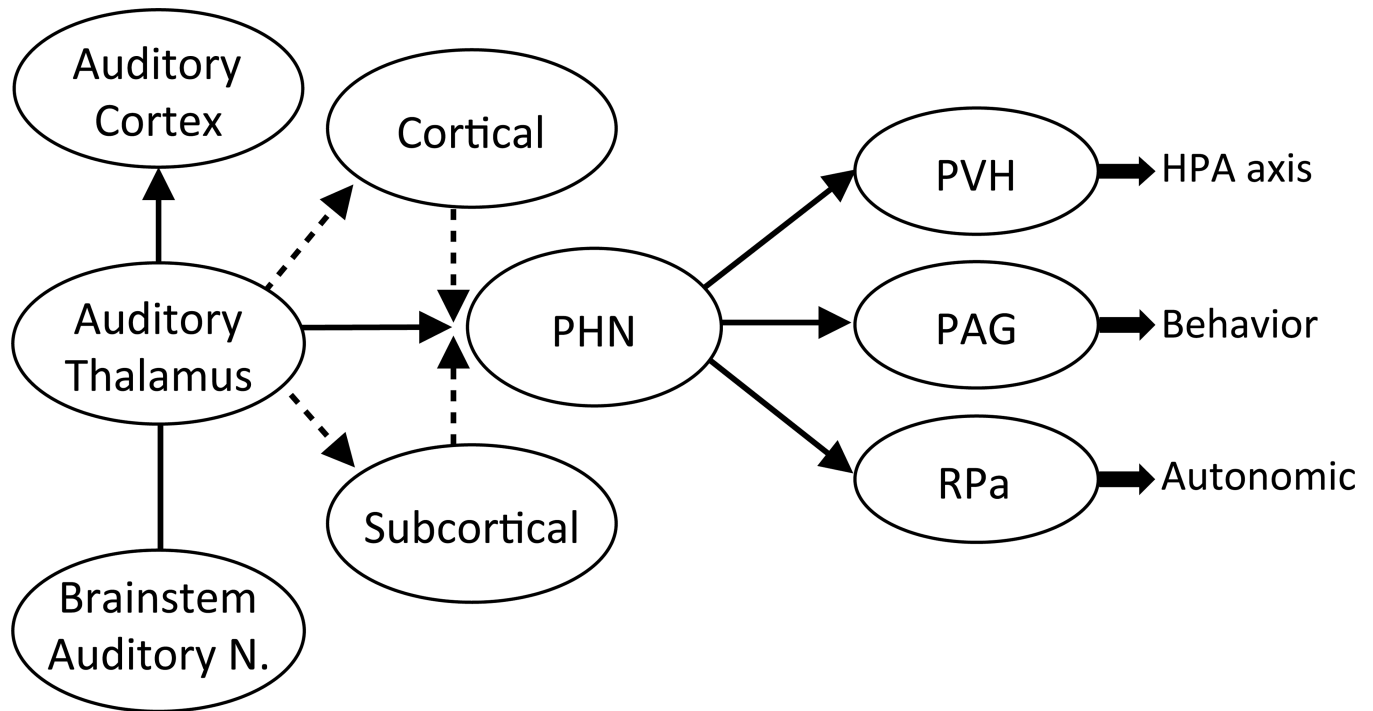 Auditory
Cortex
Cortical
Auditory
Thalamus
PHN
Subcortical
Brainstem
Auditory N.
PVH
HPA axis
PAG
Behavior
RPa
Autonomic